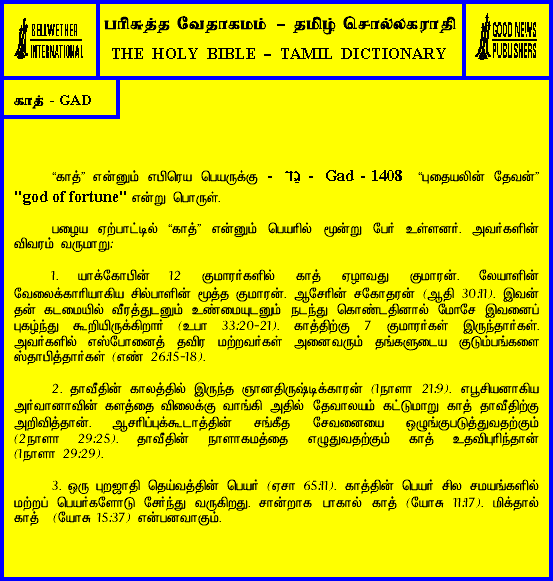 BELLWETHER
INTERNATIONAL
பரிசுத்த வேதாகமம் – தமிழ் சொல்லகராதி
THE HOLY BIBLE – TAMIL DICTIONARY
GOOD NEWS
PUBLISHERS
காத் - GAD
“காத்” என்னும் எபிரெய பெயருக்கு - גד - Gad - 1408 “புதையலின் தேவன்”
"god of fortune" என்று பொருள்.
பழைய ஏற்பாட்டில் “காத்” என்னும் பெயரில் மூன்று பேர் உள்ளனர். அவர்களின்
விவரம் வருமாறு:
1. யாக்கோபின் 12 குமாரர்களில் காத் ஏழாவது குமாரன். லேயாளின்
வேலைக்காரியாகிய சில்பாளின் மூத்த குமாரன். ஆசேரின் சகோதரன் (ஆதி 30:11). இவன்
தன் கடமையில் வீரத்துடனும் உண்மையுடனும் நடந்து கொண்டதினால் மோசே இவனைப்
புகழ்ந்து கூறியிருக்கிறார் (உபா 33:20-21). காத்திற்கு 7 குமாரர்கள் இருந்தார்கள்.
அவர்களில் எஸ்போனைத் தவிர மற்றவர்கள் அனைவரும் தங்களுடைய குடும்பங்களை
ஸ்தாபித்தார்கள் (எண் 26:15-18).
2. தாவீதின் காலத்தில் இருந்த ஞானதிருஷ்டிக்காரன் (1நாளா 21:9). எபூசியனாகிய
அர்வானாவின் களத்தை விலைக்கு வாங்கி அதில் தேவாலயம் கட்டுமாறு காத் தாவீதிற்கு
அறிவித்தான். ஆசரிப்புக்கூடாத்தின் சங்கீத சேவனையை ஒழுங்குபடுத்துவதற்கும்
(2நாளா 29:25). தாவீதின் நாளாகமத்தை எழுதுவதற்கும் காத் உதவிபுரிந்தான்
(1நாளா 29:29).
3. ஒரு புறஜாதி தெய்வத்தின் பெயர் (ஏசா 65:11). காத்தின் பெயர் சில சமயங்களில்
மற்றப் பெயர்களோடு சேர்ந்து வருகிறது. சான்றாக பாகால் காத் (யோசு 11:17). மிக்தால்
காத் (யோசு 15:37) என்பனவாகும்.